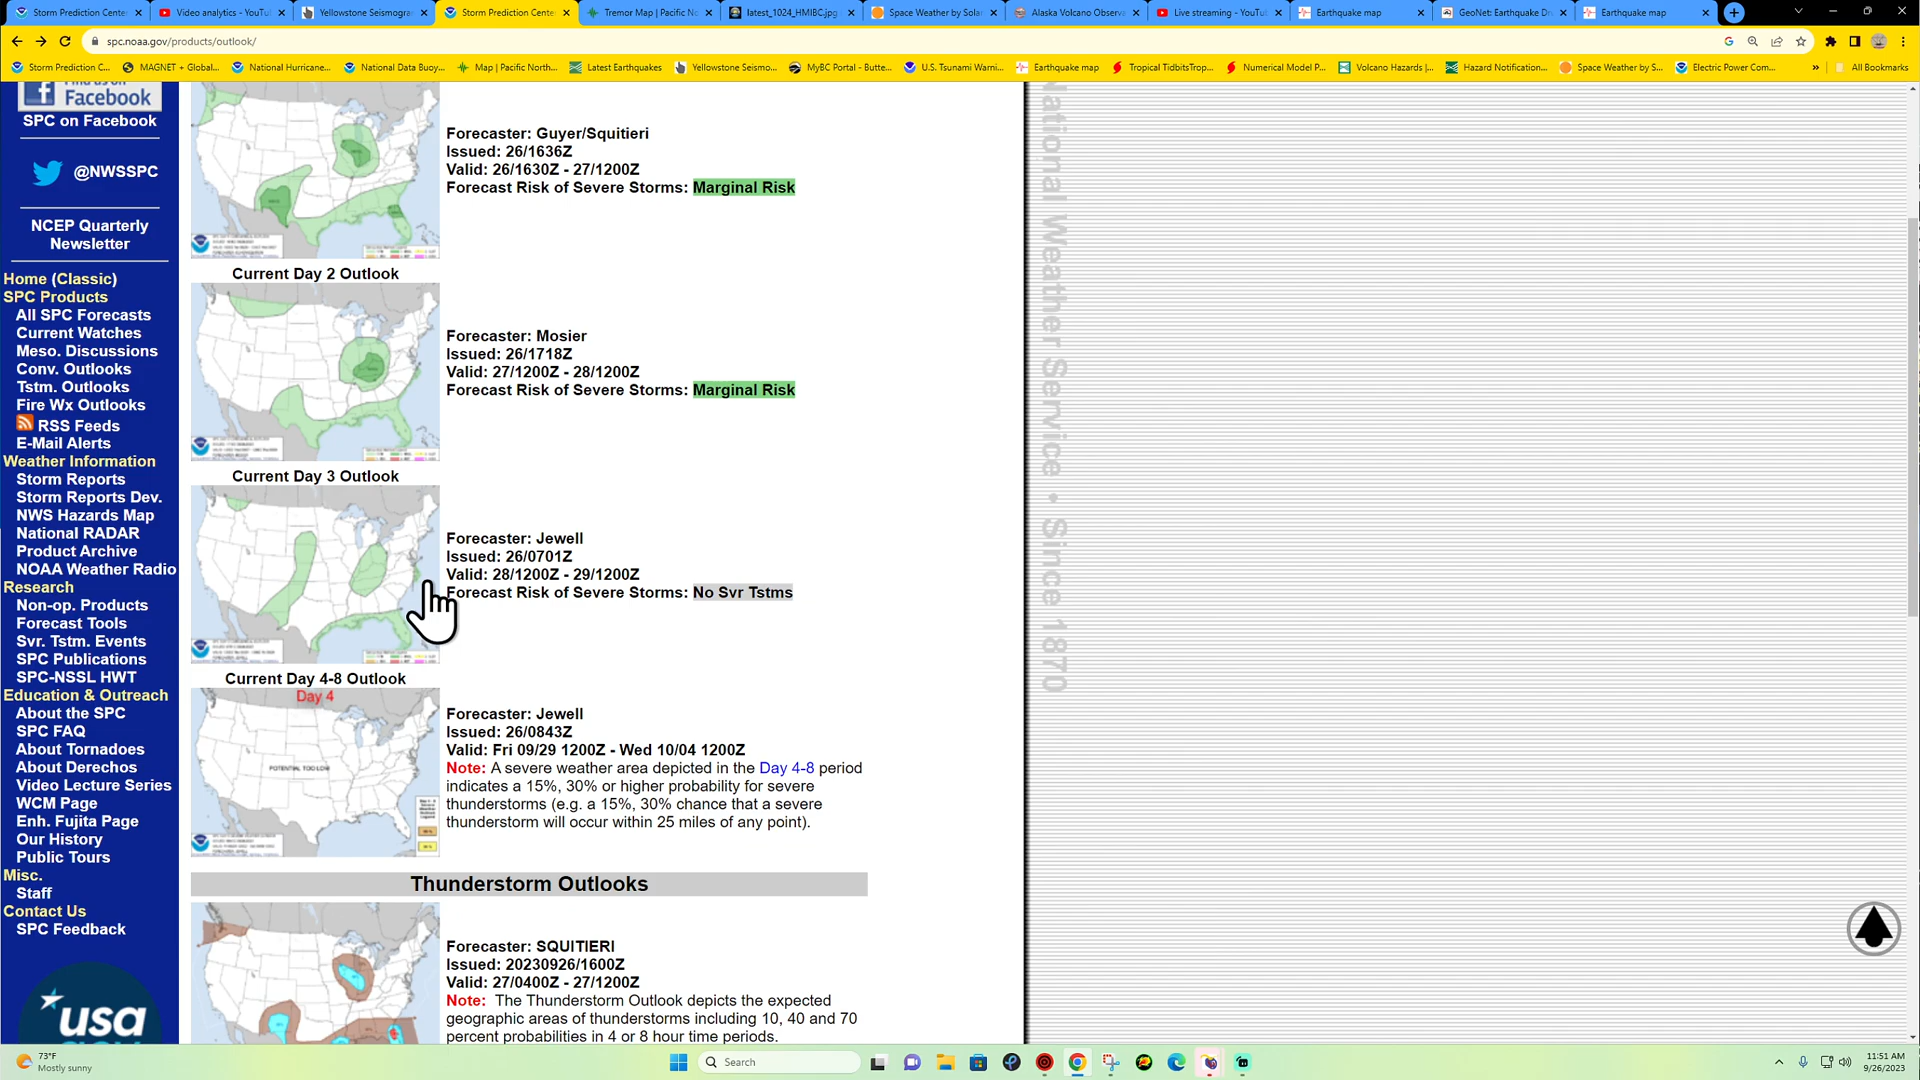 Storm Prediction Cente
Video analytics - YouTu
Yellowstone Seismogra
Storm Prediction Cente
Tremor Map | Pacific No
latest_1024_HMIBC.jpg
Space Weather by Sola
Alaska Volcano Observa
Live streaming - YouTu
Earthquake map
GeoNet: Earthquake Dr
Earthquake map
spc.noaa.gov/products/outlook/
Storm Prediction C...
MAGNET + Global...
National Hurricane...
National Data Buoy...
Map | Pacific North...
Latest Earthquakes
Yellowstone Seismo...
MyBC Portal - Butte...
U.S. Tsunami Warni...
Earthquake map
Tropical TidbitsTrop...
Numerical Model P...
Volcano Hazards |...
Hazard Notification...
Space Weather by S...
Electric Power Com...
»
All Bookmarks
Facebook
SPC on Facebook
@NWSSPC
NCEP Quarterly
Newsletter
Home (Classic)
SPC Products
All SPC Forecasts
Current Watches
Meso. Discussions
Conv. Outlooks
Tstm. Outlooks
Fire Wx Outlooks
RSS Feeds
E-Mail Alerts
Weather Information
Storm Reports
Storm Reports Dev.
NWS Hazards Map
National RADAR
Product Archive
NOAA Weather Radio
Research
Non-op. Products
Forecast Tools
Svr. Tstm. Events
SPC Publications
SPC-NSSL HWT
Education & Outreach
About the SPC
SPC FAQ
About Tornadoes
About Derechos
Video Lecture Series
WCM Page
Enh. Fujita Page
Our History
Public Tours
Misc.
Staff
Contact Us
SPC Feedback
usa
Forecaster: Guyer/Squitieri
Issued: 26/1636Z
Valid: 26/1630Z - 27/1200Z
Forecast Risk of Severe Storms: Marginal Risk
Current Day 2 Outlook
Forecaster: Mosier
Issued: 26/1718Z
Valid: 27/1200Z - 28/1200Z
Forecast Risk of Severe Storms: Marginal Risk
Current Day 3 Outlook
Forecaster: Jewell
Issued: 26/0701Z
Valid: 28/1200Z - 29/1200Z
Forecast Risk of Severe Storms: No Svr Tstms
Current Day 4-8 Outlook
Day 4
POTENTIAL TOO LOW
Forecaster: Jewell
Issued: 26/0843Z
Valid: Fri 09/29 1200Z - Wed 10/04 1200Z
Note: A severe weather area depicted in the Day 4-8 period
indicates a 15%, 30% or higher probability for severe
thunderstorms (e.g. a 15%, 30% chance that a severe
thunderstorm will occur within 25 miles of any point).
Thunderstorm Outlooks
Forecaster: SQUITIERI
Issued: 20230926/1600Z
Valid: 27/0400Z - 27/1200Z
Note: The Thunderstorm Outlook depicts the expected
geographic areas of thunderstorms including 10, 40 and 70
percent probabilities in 4 or 8 hour time periods.
National Weather Service • Since 1870
73°F
Mostly sunny
Search
11:51 AM
9/26/2023